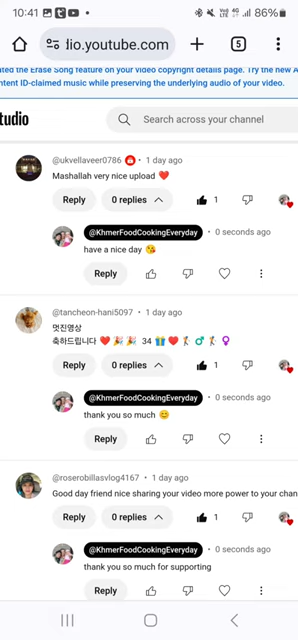 10:41
86%
dio.youtube.com
5
ated the Erase Song feature on your video copyright details page. Try the new A
ntent ID-claimed music while preserving the underlying audio of your video.
tudio
Search across your channel
@ukvellaveer0786 • 1 day ago
Mashallah very nice upload ❤️
Reply 0 replies 1
@KhmerFoodCookingEveryday • 0 seconds ago
have a nice day 😘
Reply
@tancheon-hani5097 • 1 day ago
멋진영상
축하드립니다 ❤️🎉🎉 34 🎁❤️🏌️‍♂️🏌️‍♀️
Reply 0 replies 1
@KhmerFoodCookingEveryday • 0 seconds ago
thank you so much 😊
Reply
@roserobillasvlog4167 • 1 day ago
Good day friend nice sharing your video more power to your chan
Reply 0 replies 1
@KhmerFoodCookingEveryday • 0 seconds ago
thank you so much for supporting
Reply